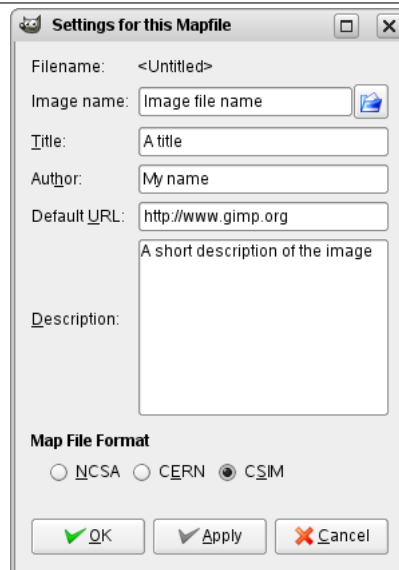 Settings for this Mapfile
Filename: <Untitled>
Image name: Image file name
Title: A title
Author: My name
Default URL: http://www.gimp.org
A short description of the image
Description:
Map File Format
NCSA CERN CSIM
OK Apply Cancel